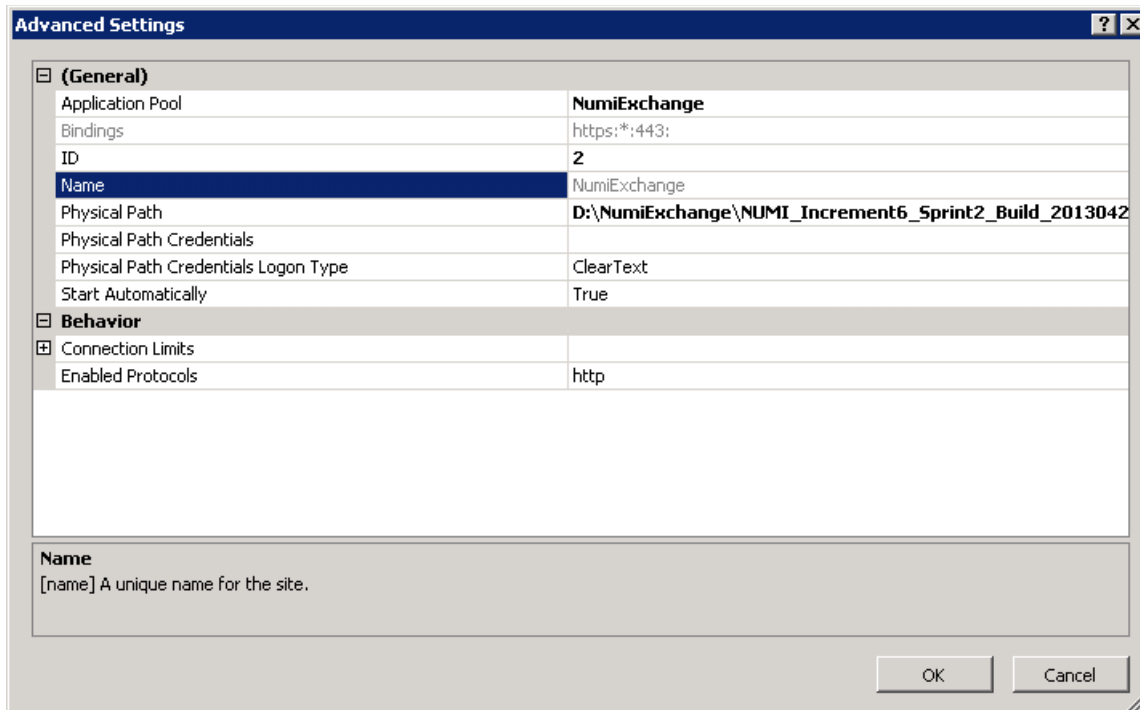 Advanced Settings
(General)
Application Pool NumiExchange
Bindings https:*:443:
ID 2
Name NumiExchange
Physical Path D:\NumiExchange\NUMI_Increment6_Sprint2_Build_2013042
Physical Path Credentials
Physical Path Credentials Logon Type ClearText
Start Automatically True
Behavior
Connection Limits
Enabled Protocols http
Name
[name] A unique name for the site.
OK Cancel